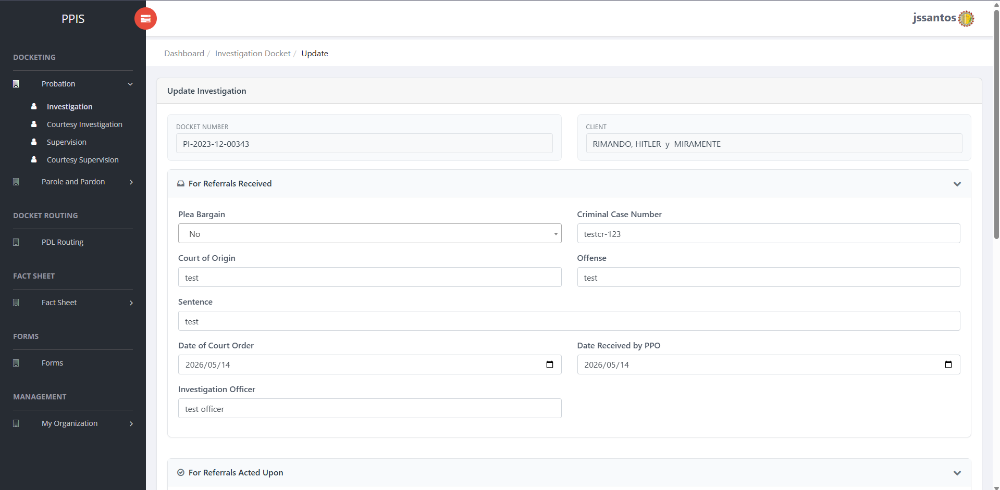 PPIS
jssantos
DOCKETING
Probation
Investigation
Courtesy Investigation
Supervision
Courtesy Supervision
Parole and Pardon
DOCKET ROUTING
PDL Routing
FACT SHEET
Fact Sheet
FORMS
Forms
MANAGEMENT
My Organization
Dashboard / Investigation Docket / Update
Update Investigation
DOCKET NUMBER
PI-2023-12-00343
CLIENT
RIMANDO, HITLER y MIRAMENTE
For Referrals Received
Plea Bargain
No
Criminal Case Number
testcr-123
Court of Origin
test
Offense
test
Sentence
test
Date of Court Order
2026/05/14
Date Received by PPO
2026/05/14
Investigation Officer
test officer
For Referrals Acted Upon